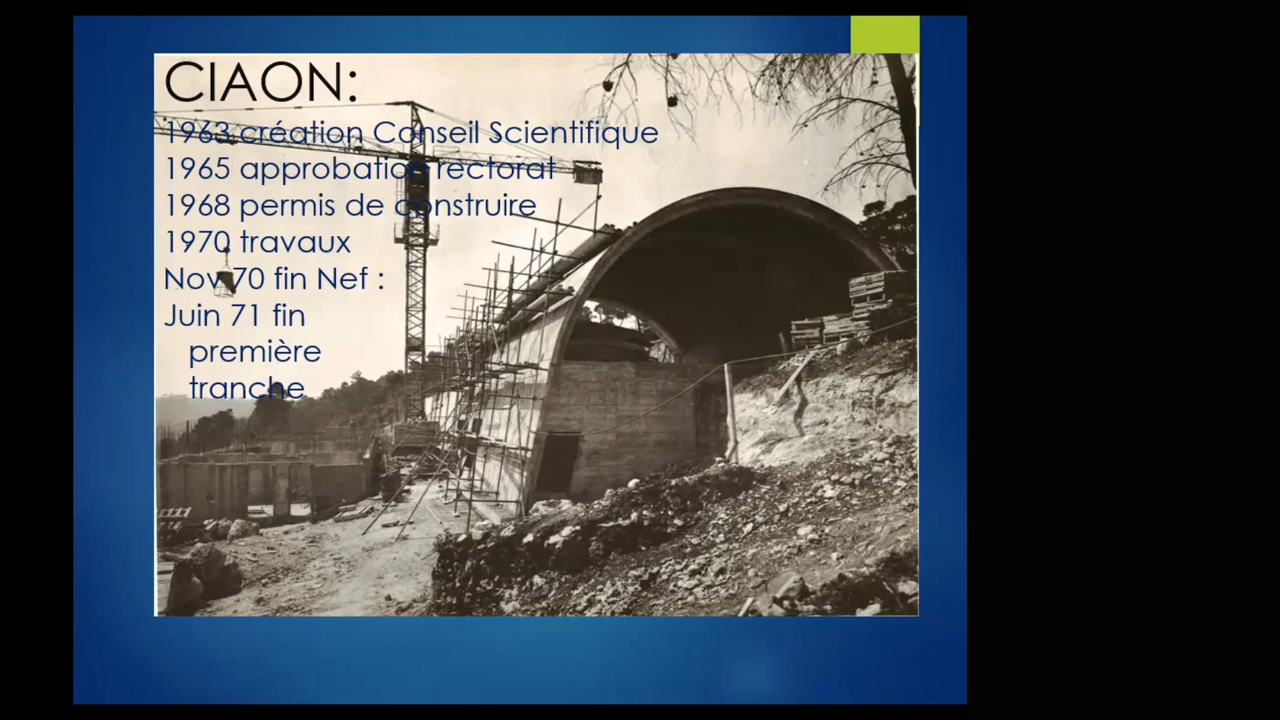 CIAON:
1963 création Conseil Scientifique
1965 approbation rectorat
1968 permis de construire
1970 travaux
Nov 70 fin Nef :
Juin 71 fin
première
tranche